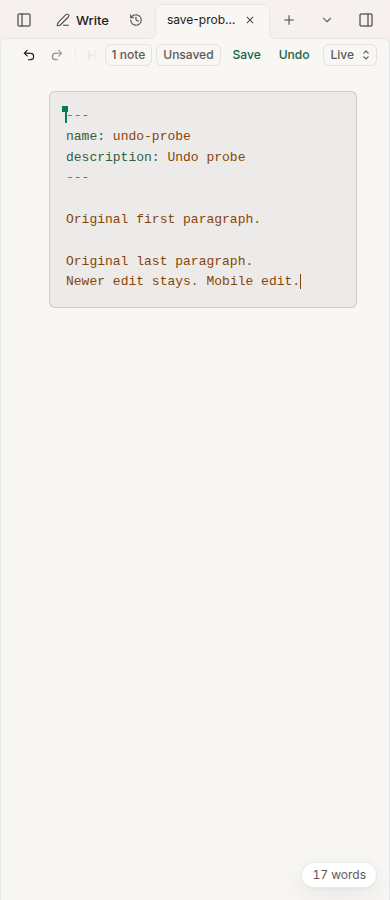 Write
save-prob...
1 note
Unsaved
Save
Undo
Live
---
name: undo-probe
description: Undo probe
---
Original first paragraph.
Original last paragraph.
Newer edit stays. Mobile edit.
17 words